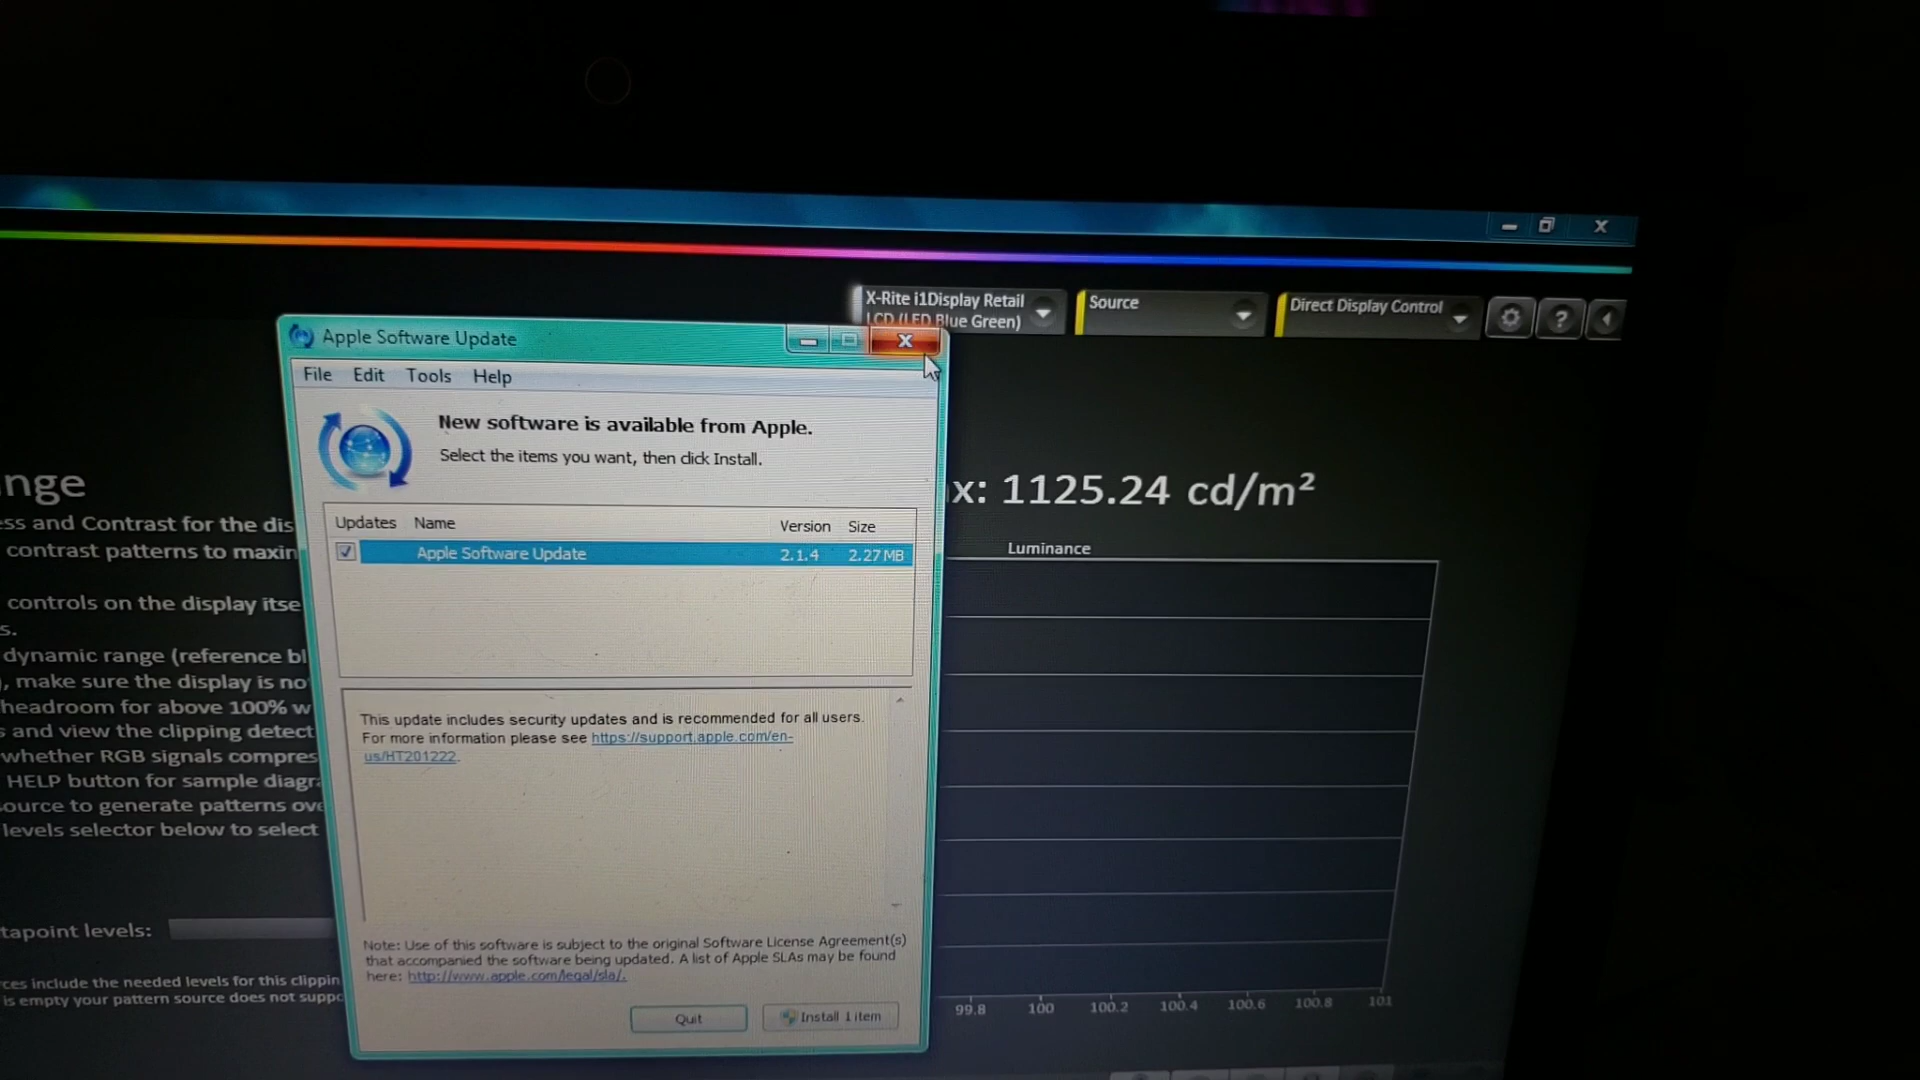 X-Rite i1Display Retail
LCD (LED Blue Green)
Source
Direct Display Control
?
Apple Software Update
File Edit Tools Help
New software is available from Apple.
Select the items you want, then click Install.
Updates Name Version Size
Apple Software Update 2.1.4 2.27 MB
This update includes security updates and is recommended for all users.
For more information please see https://support.apple.com/en-
us/HT201222.
Note: Use of this software is subject to the original Software License Agreement(s)
that accompanied the software being updated. A list of Apple SLAs may be found
here: http://www.apple.com/legal/sla/.
Quit Install 1 item
nge
ess and Contrast for the dis
contrast patterns to maxin
controls on the display itse
s.
dynamic range (reference bl
), make sure the display is no
headroom for above 100% w
s and view the clipping detect
whether RGB signals compres
HELP button for sample diagra
ource to generate patterns ove
levels selector below to select
tapoint levels:
ces include the needed levels for this clippin
is empty your pattern source does not suppo
x: 1125.24 cd/m²
Luminance
99.8 100 100.2 100.4 100.6 100.8 101